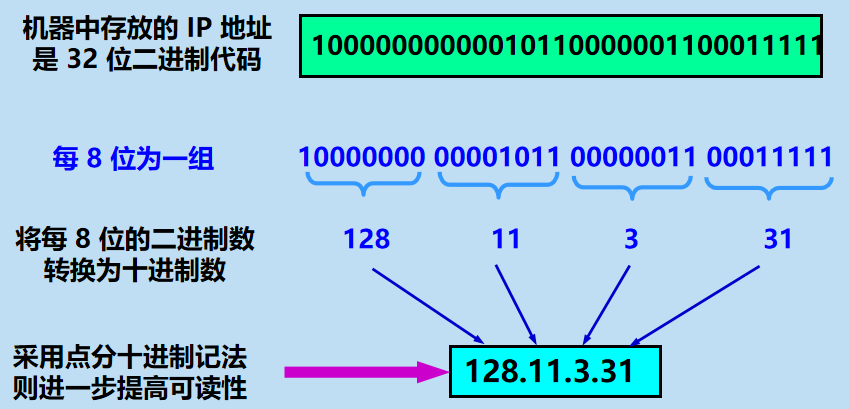 机器中存放的 IP 地址
是 32 位二进制代码
10000000000010110000001100011111
每 8 位为一组
10000000 00001011 00000011 00011111
将每 8 位的二进制数
转换为十进制数
128 11 3 31
采用点分十进制记法
则进一步提高可读性
128.11.3.31